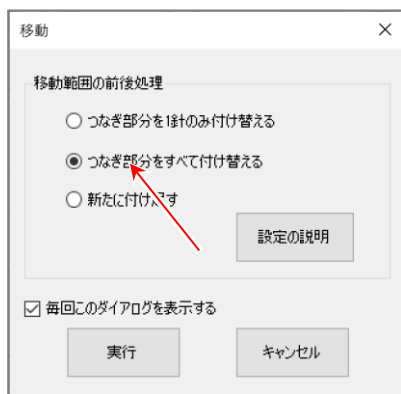 移動
移動範囲の前後処理
つなぎ部分を1針のみ付け替える
つなぎ部分をすべて付け替える
新たに付け足す
設定の説明
毎回このダイアログを表示する
実行
キャンセル